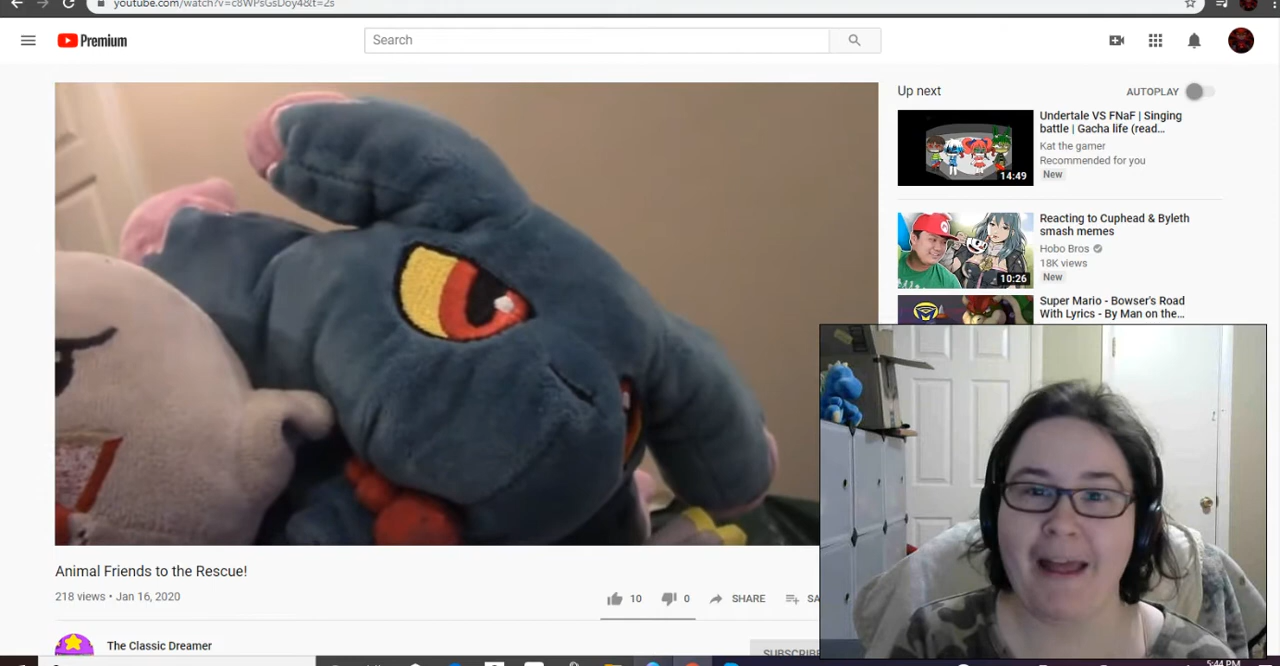 youtube.com/watch?v=c8WPsGsDoy4&t=2s
Premium
Search
Up next
AUTOPLAY
Undertale VS FNaF | Singing
battle | Gacha life (read...
Kat the gamer
Recommended for you
New
14:49
Reacting to Cuphead & Byleth
smash memes
Hobo Bros
18K views
New
10:26
Super Mario - Bowser's Road
With Lyrics - By Man on the...
Animal Friends to the Rescue!
218 views • Jan 16, 2020
10
0
SHARE
SA
The Classic Dreamer
SUBSCRIBE
5:44 PM